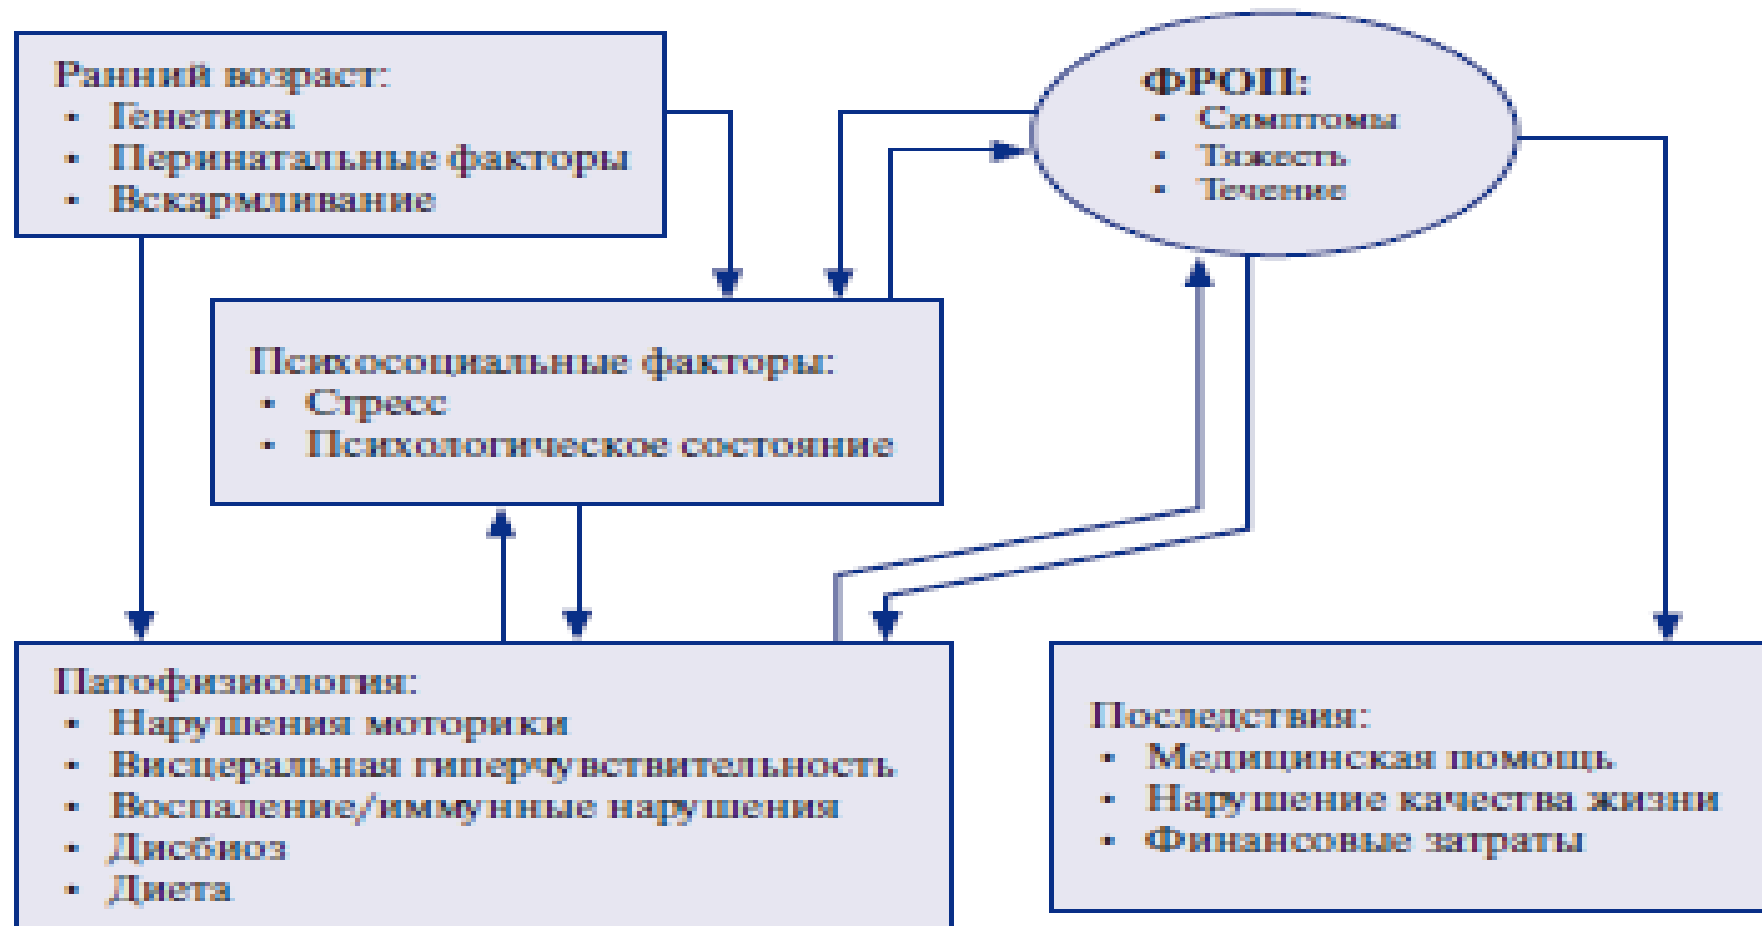 Ранний возраст:
• Генетика
• Перинатальные факторы
• Вскармливание
ФРОП:
• Симптомы
• Тяжесть
• Течение
Психосоциальные факторы:
• Стресс
• Психологическое состояние
Патофизиология:
• Нарушения моторики
• Висцеральная гиперчувствительность
• Воспаление/иммунные нарушения
• Дисбиоз
• Диета
Последствия:
• Медицинская помощь
• Нарушение качества жизни
• Финансовые затраты